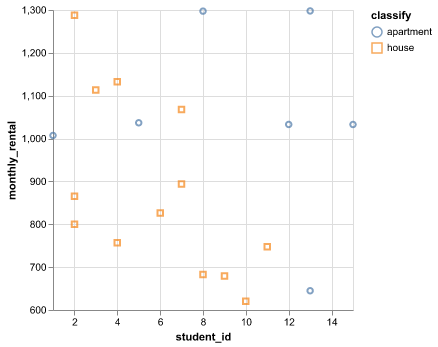 classify
apartment
house
monthly_rental
1,300
1,200
1,100
1,000
900
800
700
600
2 4 6 8 10 12 14
student_id